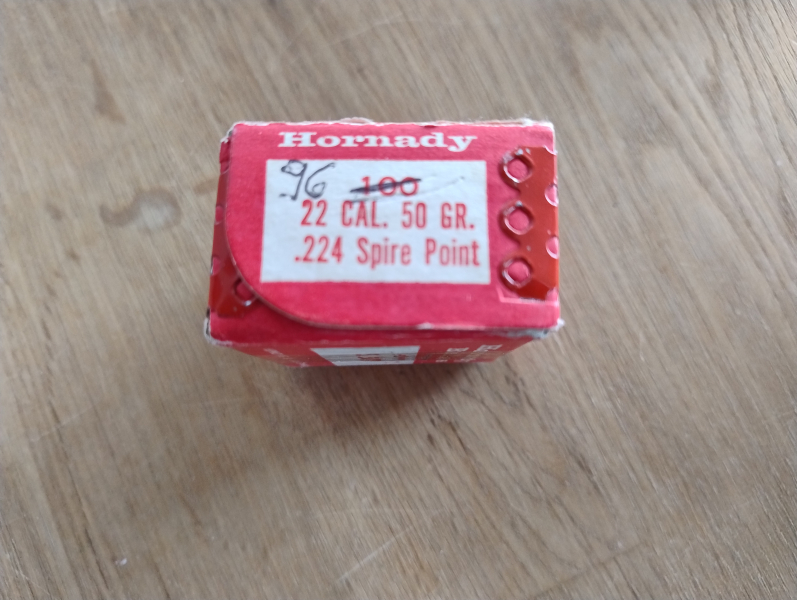 Hornady
96 100
22 CAL. 50 GR.
.224 Spire Point